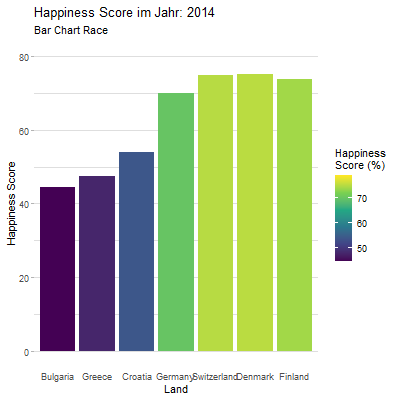 Happiness Score im Jahr: 2014
Bar Chart Race
80
60
40
20
0
Happiness Score
Bulgaria Greece Croatia Germany Switzerland Denmark Finland
Land
Happiness
Score (%)
70
60
50